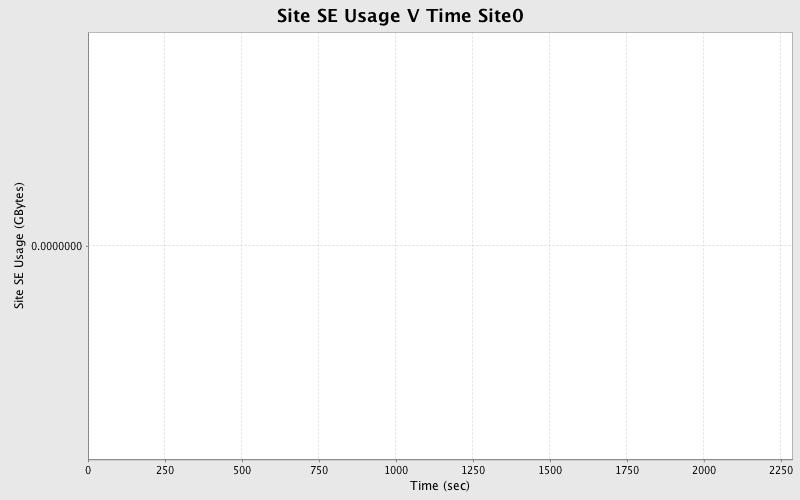 Site SE Usage V Time Site0
Site SE Usage (GBytes)
0.0000000
0 250 500 750 1000 1250 1500 1750 2000 2250
Time (sec)